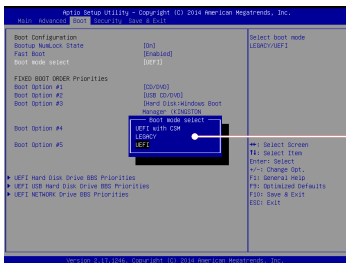 Aptio Setup Utility - Copyright (C) 2014 American Megatrends, Inc.
Main Advanced Boot Security Save & Exit
Boot Configuration
Bootup NumLock State [On]
Fast Boot [Enabled]
Boot mode select [UEFI]
FIXED BOOT ORDER Priorities
Boot Option #1 [CD/DVD]
Boot Option #2 [USB CD/DVD]
Boot Option #3 [Hard Disk:Windows Boot
Manager (KINGSTON
Boot mode select
UEFI with CSM
LEGACY
UEFI
Boot Option #4
Boot Option #5
UEFI Hard Disk Drive BBS Priorities
UEFI USB Hard Disk Drive BBS Priorities
UEFI NETWORK Drive BBS Priorities
Select boot mode
LEGACY/UEFI
↔: Select Screen
↑↓: Select Item
Enter: Select
+/-: Change Opt.
F1: General Help
F9: Optimized Defaults
F10: Save & Exit
ESC: Exit
Version 2.17.1246. Copyright (C) 2014 American Megatrends, Inc.